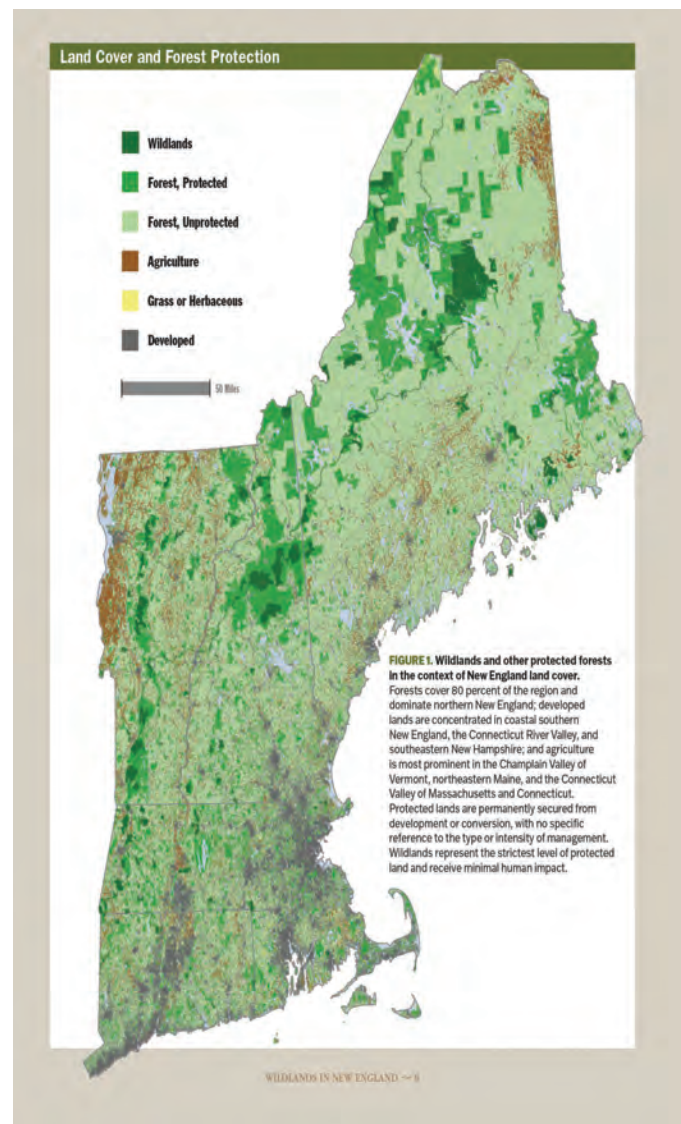 Land Cover and Forest Protection
Wildlands
Forest, Protected
Forest, Unprotected
Agriculture
Grass or Herbaceous
Developed
50 Miles
FIGURE 1. Wildlands and other protected forests
in the context of New England land cover.
Forests cover 80 percent of the region and
dominate northern New England; developed
lands are concentrated in coastal southern
New England, the Connecticut River Valley, and
southeastern New Hampshire; and agriculture
is most prominent in the Champlain Valley of
Vermont, northeastern Maine, and the Connecticut
Valley of Massachusetts and Connecticut.
Protected lands are permanently secured from
development or conversion, with no specific
reference to the type or intensity of management.
Wildlands represent the strictest level of protected
land and receive minimal human impact.
WILDLANDS IN NEW ENGLAND ~ 6